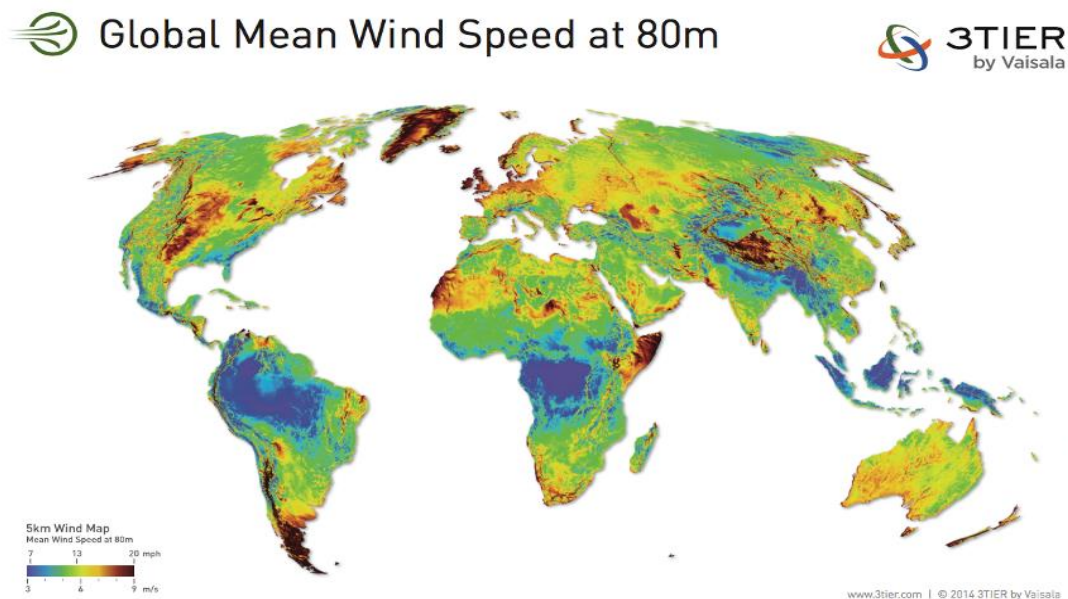 Global Mean Wind Speed at 80m
3TIER
by Vaisala
5km Wind Map
Mean Wind Speed at 80m
7 13 20 mph
3 6 9 m/s
www.3tier.com | © 2014 3TIER by Vaisala